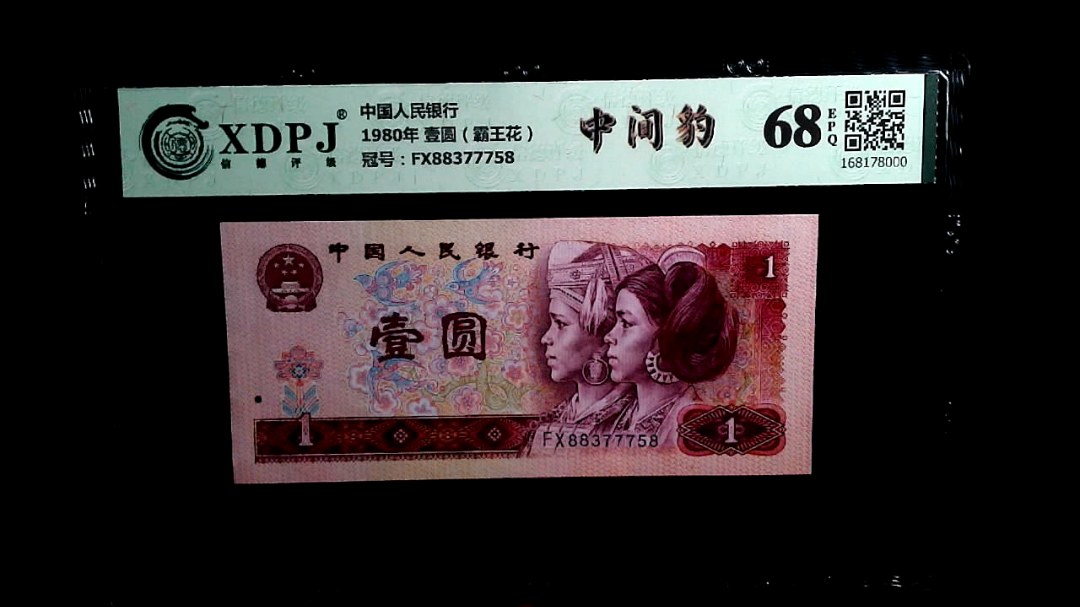 XDPJ®
信德评级
中国人民银行
1980年 壹圆（霸王花）
冠号：FX88377758
中间豹
68
EPQ
168178000
中国人民银行
1
壹圆
1
FX88377758
1